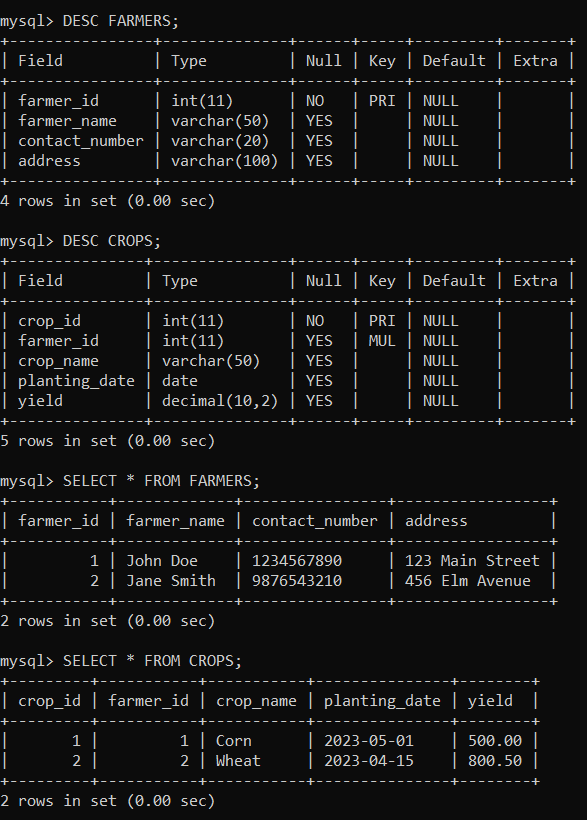 mysql> DESC FARMERS;
+----------------+--------------+------+-----+---------+-------+
| Field          | Type         | Null | Key | Default | Extra |
+----------------+--------------+------+-----+---------+-------+
| farmer_id      | int(11)      | NO   | PRI | NULL    |       |
| farmer_name    | varchar(50)  | YES  |     | NULL    |       |
| contact_number | varchar(20)  | YES  |     | NULL    |       |
| address        | varchar(100) | YES  |     | NULL    |       |
+----------------+--------------+------+-----+---------+-------+
4 rows in set (0.00 sec)

mysql> DESC CROPS;
+---------------+---------------+------+-----+---------+-------+
| Field         | Type          | Null | Key | Default | Extra |
+---------------+---------------+------+-----+---------+-------+
| crop_id       | int(11)       | NO   | PRI | NULL    |       |
| farmer_id     | int(11)       | YES  | MUL | NULL    |       |
| crop_name     | varchar(50)   | YES  |     | NULL    |       |
| planting_date | date          | YES  |     | NULL    |       |
| yield         | decimal(10,2) | YES  |     | NULL    |       |
+---------------+---------------+------+-----+---------+-------+
5 rows in set (0.00 sec)

mysql> SELECT * FROM FARMERS;
+-----------+-------------+----------------+-----------------+
| farmer_id | farmer_name | contact_number | address         |
+-----------+-------------+----------------+-----------------+
|         1 | John Doe    | 1234567890     | 123 Main Street |
|         2 | Jane Smith  | 9876543210     | 456 Elm Avenue  |
+-----------+-------------+----------------+-----------------+
2 rows in set (0.00 sec)

mysql> SELECT * FROM CROPS;
+---------+-----------+-----------+---------------+--------+
| crop_id | farmer_id | crop_name | planting_date | yield  |
+---------+-----------+-----------+---------------+--------+
|       1 |         1 | Corn      | 2023-05-01    | 500.00 |
|       2 |         2 | Wheat     | 2023-04-15    | 800.50 |
+---------+-----------+-----------+---------------+--------+
2 rows in set (0.00 sec)